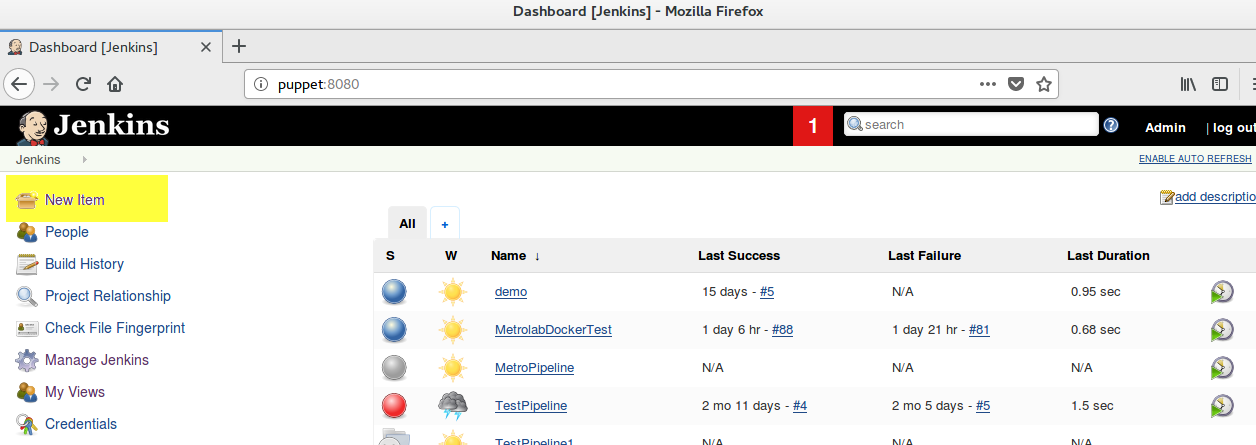 Dashboard [Jenkins] - Mozilla Firefox
Dashboard [Jenkins]
puppet:8080
Jenkins 1 search Admin | log out
Jenkins ENABLE AUTO REFRESH
New Item
People
Build History
Project Relationship
Check File Fingerprint
Manage Jenkins
My Views
Credentials
add descriptio
All +
S W Name ↓ Last Success Last Failure Last Duration
demo 15 days - #5 N/A 0.95 sec
MetrolabDockerTest 1 day 6 hr - #88 1 day 21 hr - #81 0.68 sec
MetroPipeline N/A N/A N/A
TestPipeline 2 mo 11 days - #4 2 mo 5 days - #5 1.5 sec
TestPipeline1 N/A N/A N/A